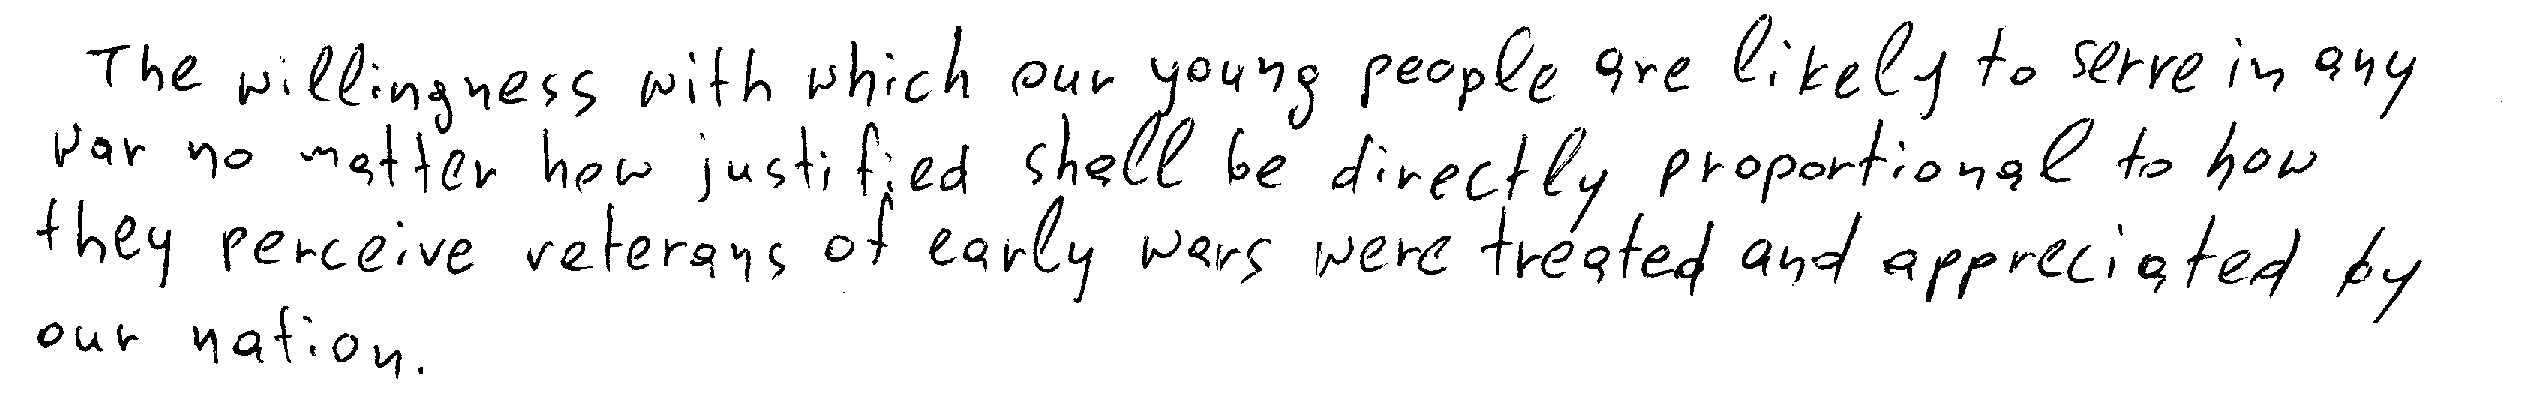 The willingness with which our young people are likely to serve in any
war no matter how justified shall be directly proportional to how
they perceive veterans of early wars were treated and appreciated by
our nation.